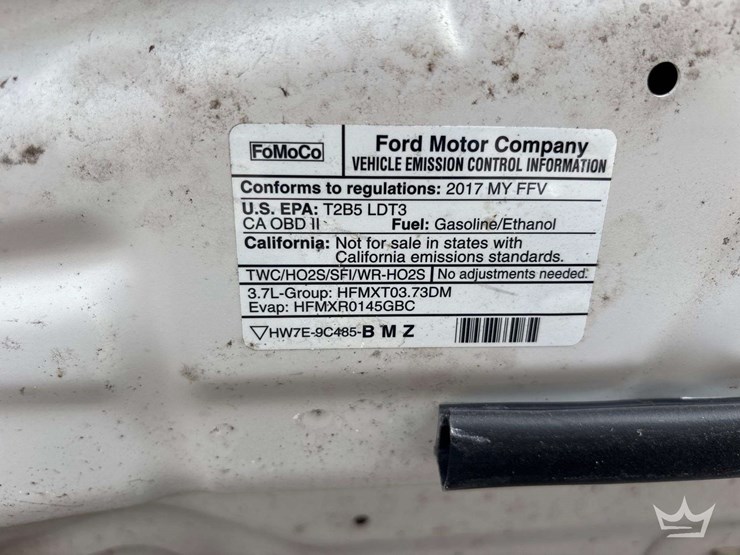 FoMoCo
Ford Motor Company
VEHICLE EMISSION CONTROL INFORMATION
Conforms to regulations: 2017 MY FFV
U.S. EPA: T2B5 LDT3
CA OBD II Fuel: Gasoline/Ethanol
California: Not for sale in states with
California emissions standards.
TWC/HO2S/SFI/WR-HO2S No adjustments needed.
3.7L-Group: HFMXT03.73DM
Evap: HFMXR0145GBC
HW7E-9C485-B M Z